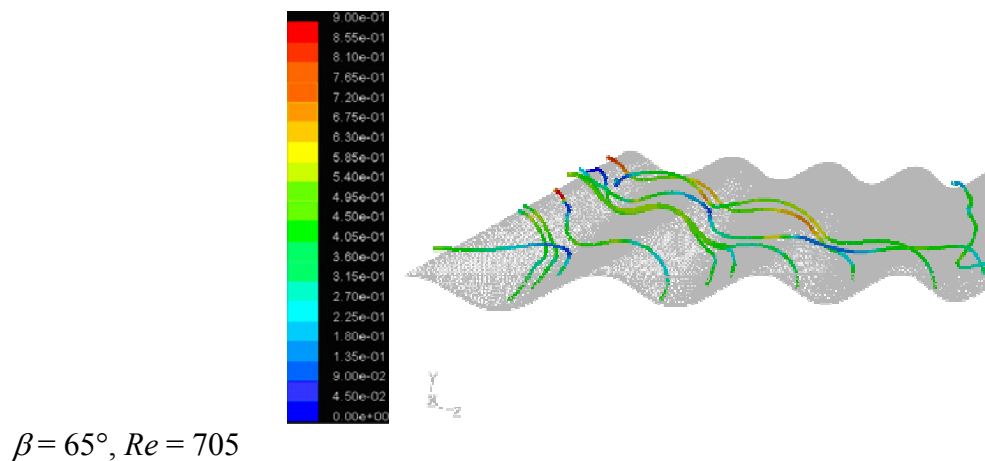 9.00e-01
8.55e-01
8.10e-01
7.65e-01
7.20e-01
6.75e-01
6.30e-01
5.85e-01
5.40e-01
4.95e-01
4.50e-01
4.05e-01
3.60e-01
3.15e-01
2.70e-01
2.25e-01
1.80e-01
1.35e-01
9.00e-02
4.50e-02
0.00e+00
Y
X
Z
β = 65°, Re = 705